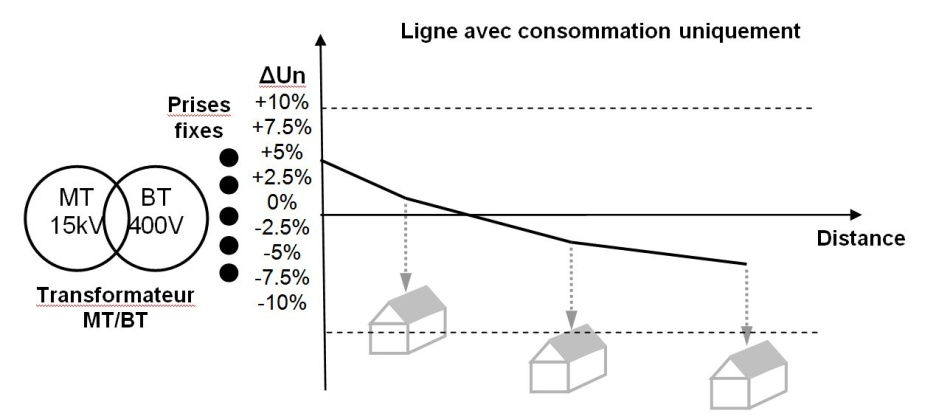 Ligne avec consommation uniquement
ΔUn
Prises
fixes
+10%
+7.5%
+5%
+2.5%
0%
-2.5%
-5%
-7.5%
-10%
MT
15kV
BT
400V
Transformateur
MT/BT
Distance